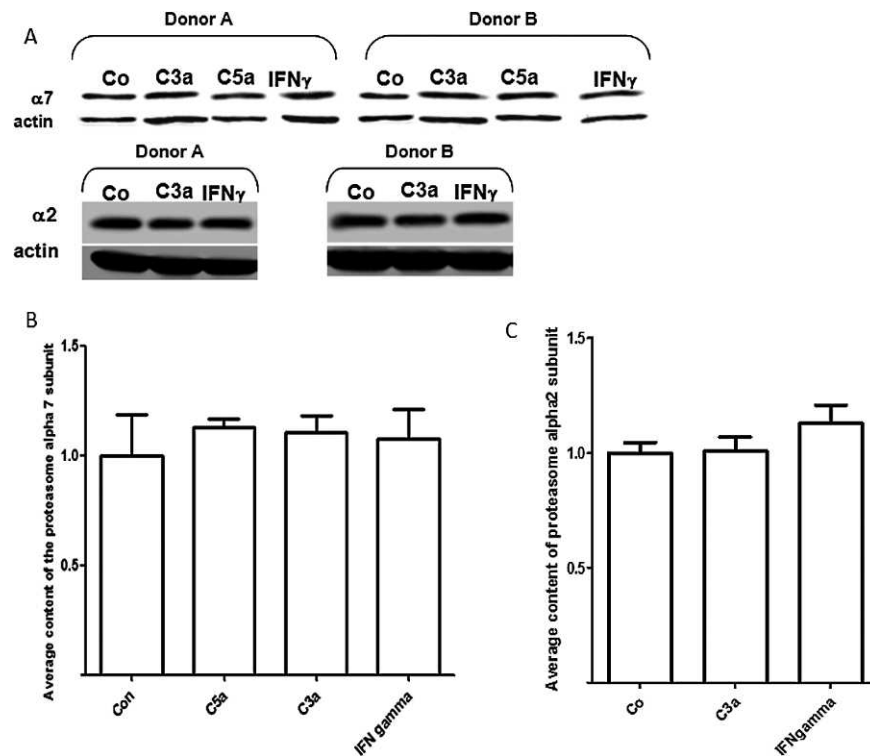 A
Donor A Donor B
Co C3a C5a IFNγ Co C3a C5a IFNγ
α7
actin
Donor A Donor B
Co C3a IFNγ Co C3a IFNγ
α2
actin
B
Average content of the proteasome alpha 7 subunit
1.5
1.0
0.5
Con C5a C3a IFN gamma
C
Average content of proteasome alpha2 subunit
1.5
1.0
0.5
Co C3a IFNgamma